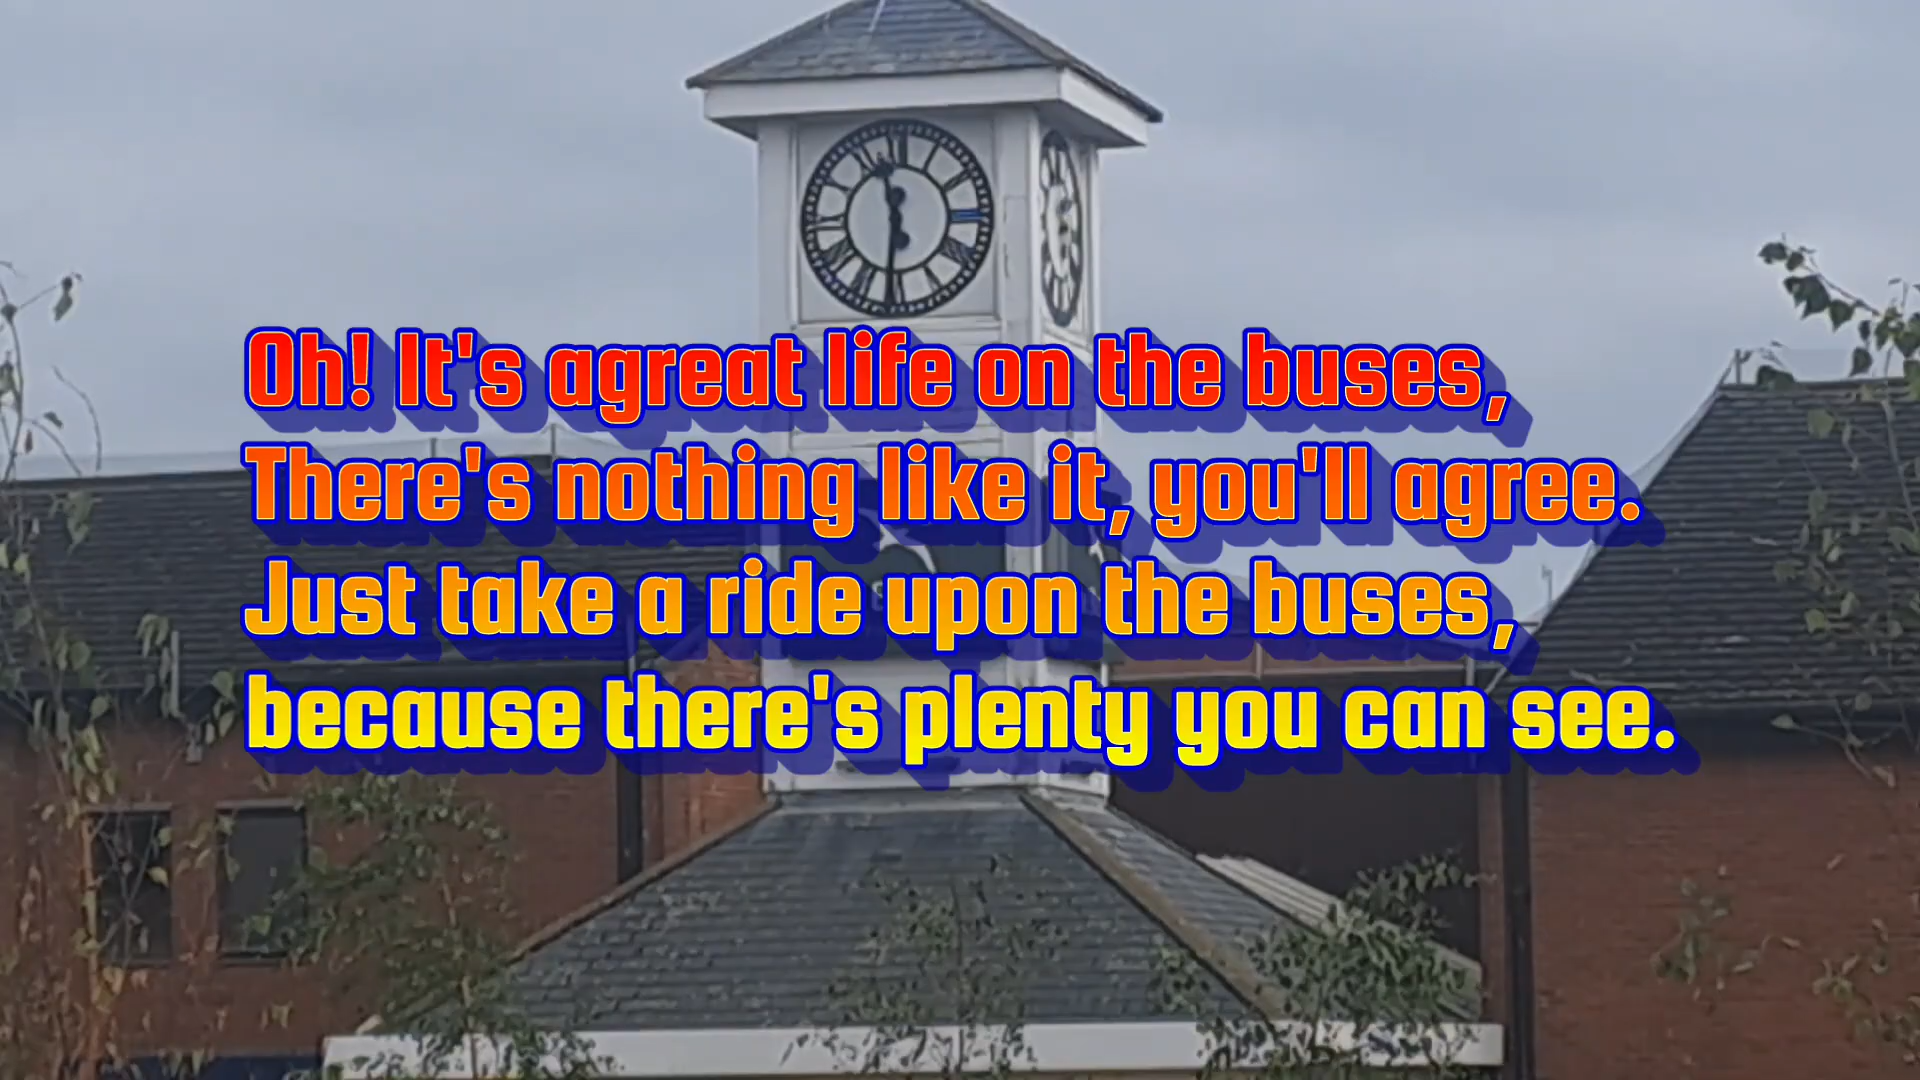 Oh! It's agreat life on the buses,
There's nothing like it, you'll agree.
Just take a ride upon the buses,
because there's plenty you can see.